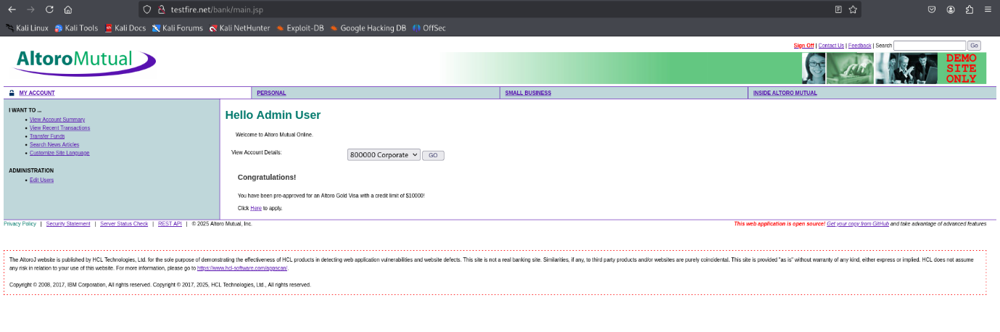 testfire.net/bank/main.jsp
Kali Linux Kali Tools Kali Docs Kali Forums Kali NetHunter Exploit-DB Google Hacking DB OffSec
Sign Off | Contact Us | Feedback | Search Go
AltoroMutual
DEMO
SITE
ONLY
MY ACCOUNT PERSONAL SMALL BUSINESS INSIDE ALTORO MUTUAL
I WANT TO ...
• View Account Summary
• View Recent Transactions
• Transfer Funds
• Search News Articles
• Customize Site Language
ADMINISTRATION
• Edit Users
Hello Admin User
Welcome to Altoro Mutual Online.
View Account Details: 800000 Corporate GO
Congratulations!
You have been pre-approved for an Altoro Gold Visa with a credit limit of $10000!
Click Here to apply.
Privacy Policy | Security Statement | Server Status Check | REST API | © 2025 Altoro Mutual, Inc.
This web application is open source! Get your copy from GitHub and take advantage of advanced features
The AltoroJ website is published by HCL Technologies, Ltd. for the sole purpose of demonstrating the effectiveness of HCL products in detecting web application vulnerabilities and website defects. This site is not a real banking site. Similarities, if any, to third party products and/or websites are purely coincidental. This site is provided "as is" without warranty of any kind, either express or implied. HCL does not assume
any risk in relation to your use of this website. For more information, please go to https://www.hcl-software.com/appscan/.
Copyright © 2008, 2017, IBM Corporation, All rights reserved. Copyright © 2017, 2025, HCL Technologies, Ltd., All rights reserved.